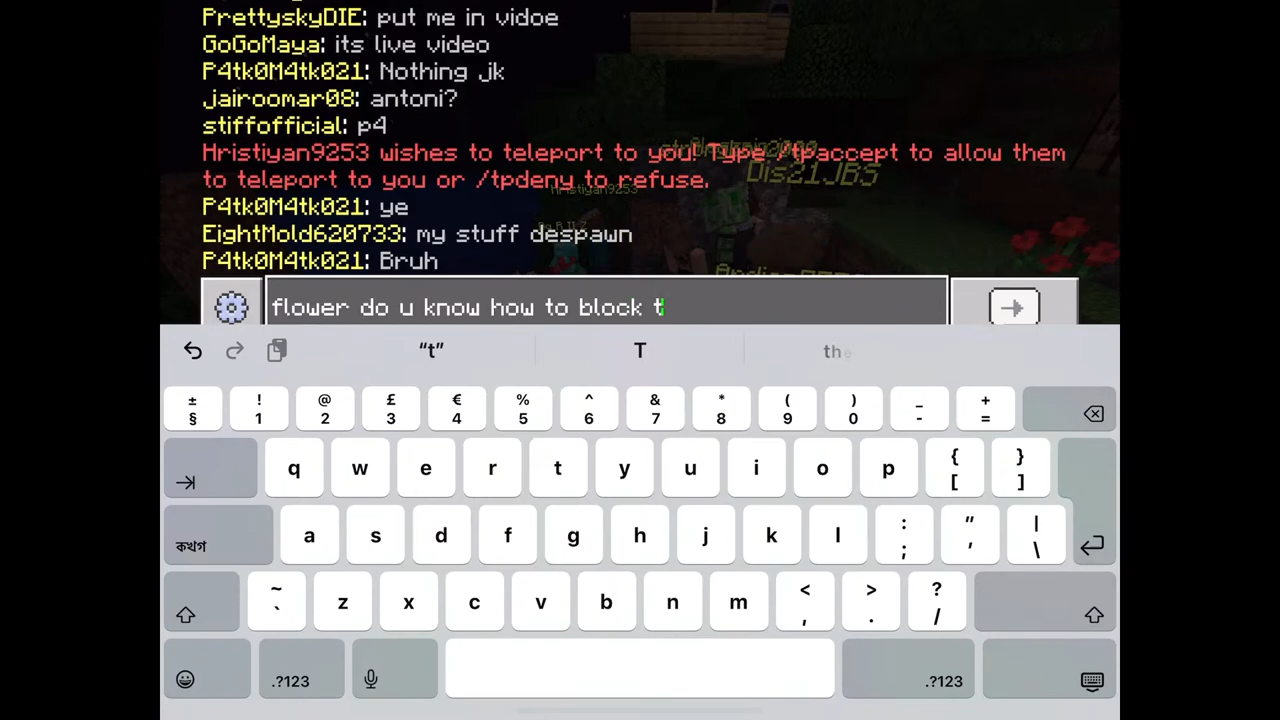 PrettyskyDIE: put me in vidoe
GoGoMaya: its live video
P4tk0M4tk021: Nothing jk
jairoomar08: antoni?
stiffofficial: p4
Hristiyan9253 wishes to teleport to you! Type /tpaccept to allow them
to teleport to you or /tpdeny to refuse.
Dis21JBS
Hristiyan9253
P4tk0M4tk021: ye
EightMold620733: my stuff despawn
P4tk0M4tk021: Bruh
flower do u know how to block t
“t” T the
± ! @ £ € % ^ & * ( ) _ +
§ 1 2 3 4 5 6 7 8 9 0 - =
q w e r t y u i o p { }
[ ]
কখগ a s d f g h j k l : " |
; ' \
~ z x c v b n m < > ?
` , . /
.?123 .?123